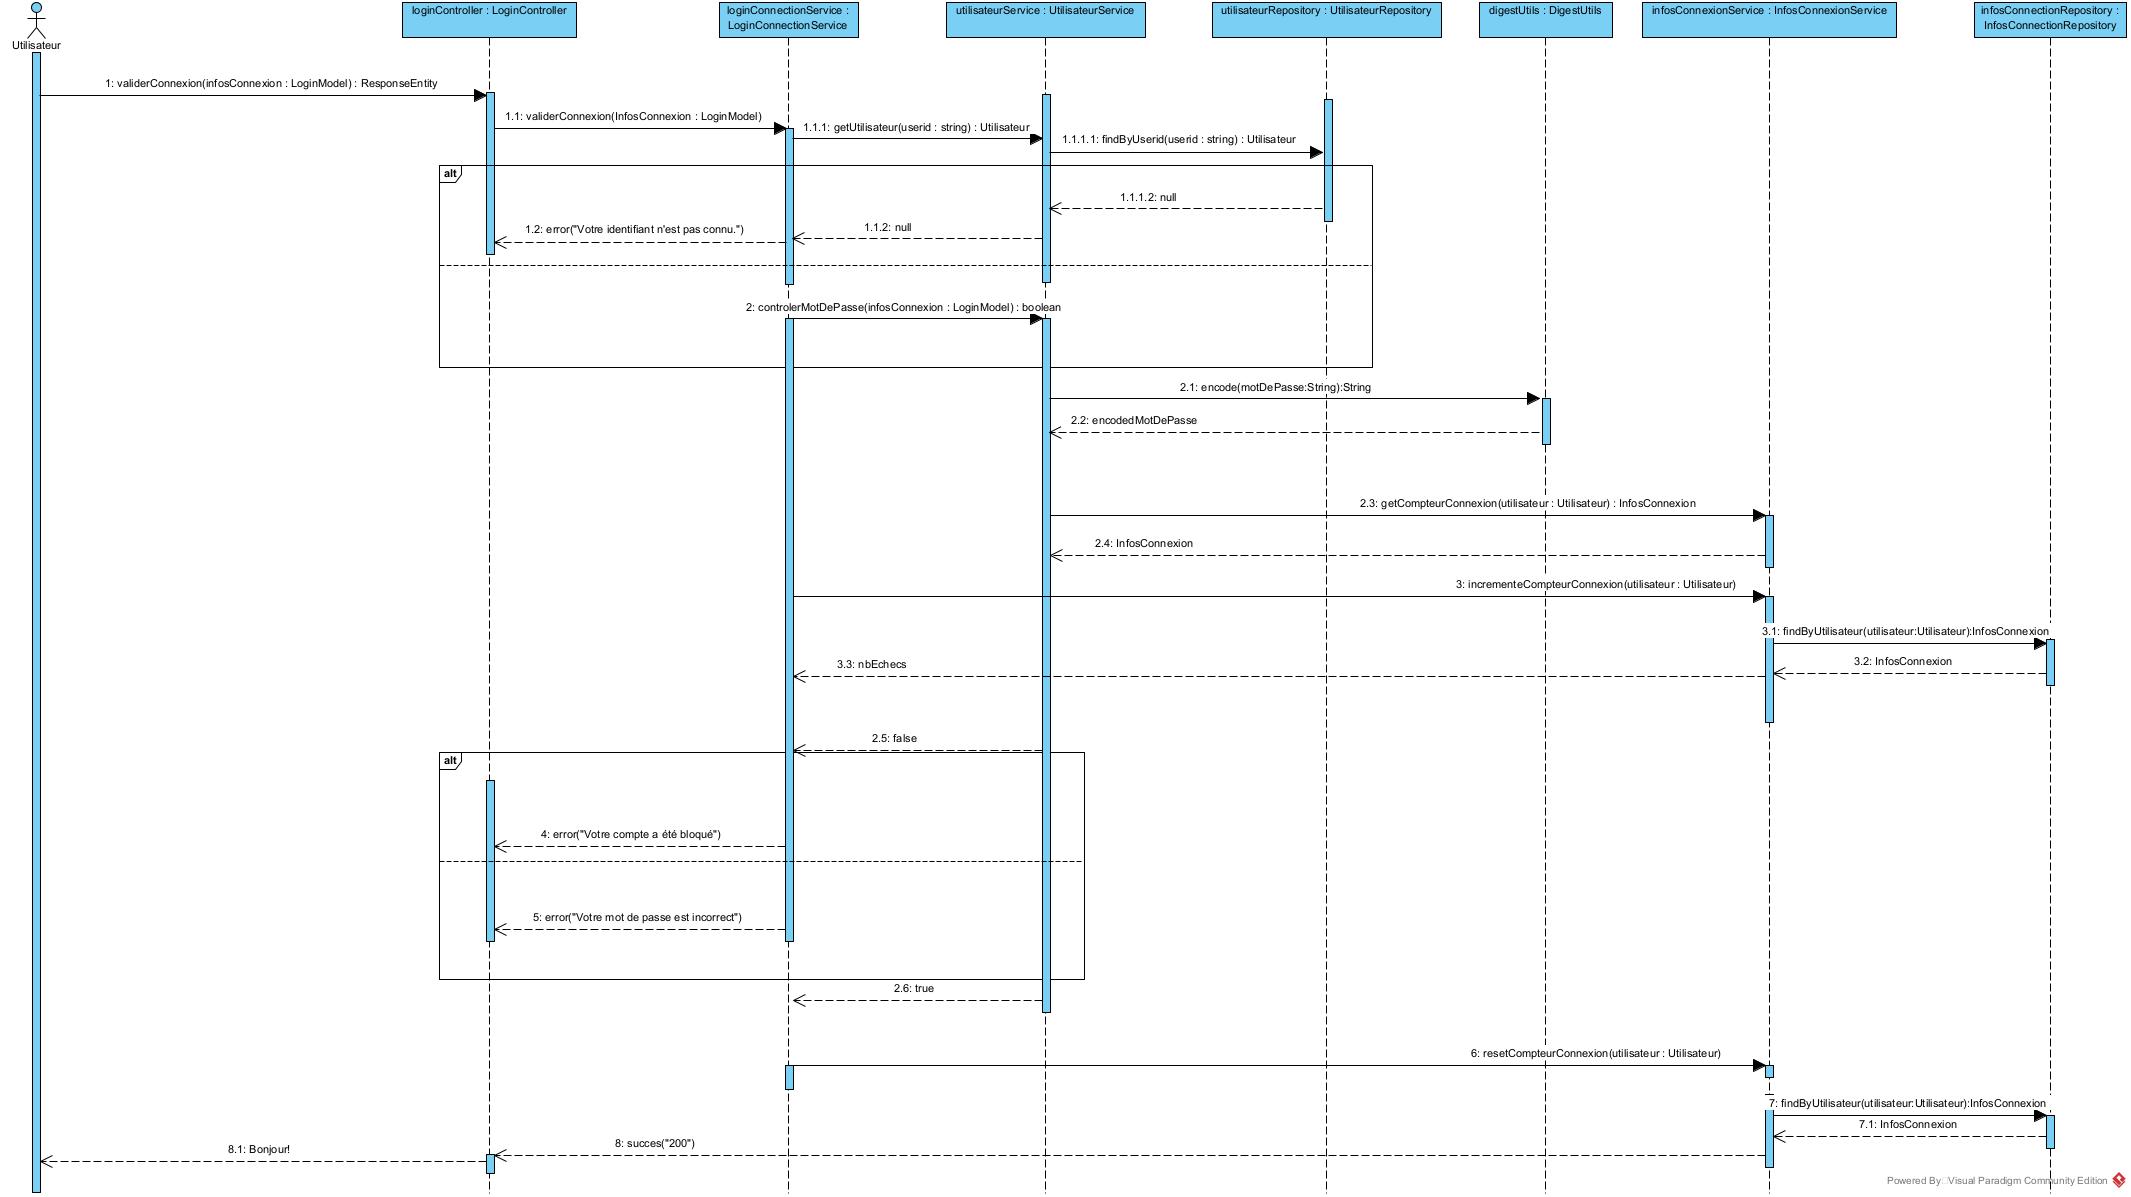 Utilisateur
loginController : LoginController
loginConnectionService :
LoginConnectionService
utilisateurService : UtilisateurService
utilisateurRepository : UtilisateurRepository
digestUtils : DigestUtils
infosConnexionService : InfosConnexionService
infosConnectionRepository :
InfosConnectionRepository
1: validerConnexion(infosConnexion : LoginModel) : ResponseEntity
1.1: validerConnexion(InfosConnexion : LoginModel)
1.1.1: getUtilisateur(userid : string) : Utilisateur
1.1.1.1: findByUserid(userid : string) : Utilisateur
alt
1.1.1.2: null
1.1.2: null
1.2: error("Votre identifiant n'est pas connu.")
2: controlerMotDePasse(infosConnexion : LoginModel) : boolean
2.1: encode(motDePasse:String):String
2.2: encodedMotDePasse
2.3: getCompteurConnexion(utilisateur : Utilisateur) : InfosConnexion
2.4: InfosConnexion
3: incrementeCompteurConnexion(utilisateur : Utilisateur)
3.1: findByUtilisateur(utilisateur:Utilisateur):InfosConnexion
3.2: InfosConnexion
3.3: nbEchecs
2.5: false
alt
4: error("Votre compte a été bloqué")
5: error("Votre mot de passe est incorrect")
2.6: true
6: resetCompteurConnexion(utilisateur : Utilisateur)
7: findByUtilisateur(utilisateur:Utilisateur):InfosConnexion
7.1: InfosConnexion
8: succes("200")
8.1: Bonjour!
Powered By Visual Paradigm Community Edition